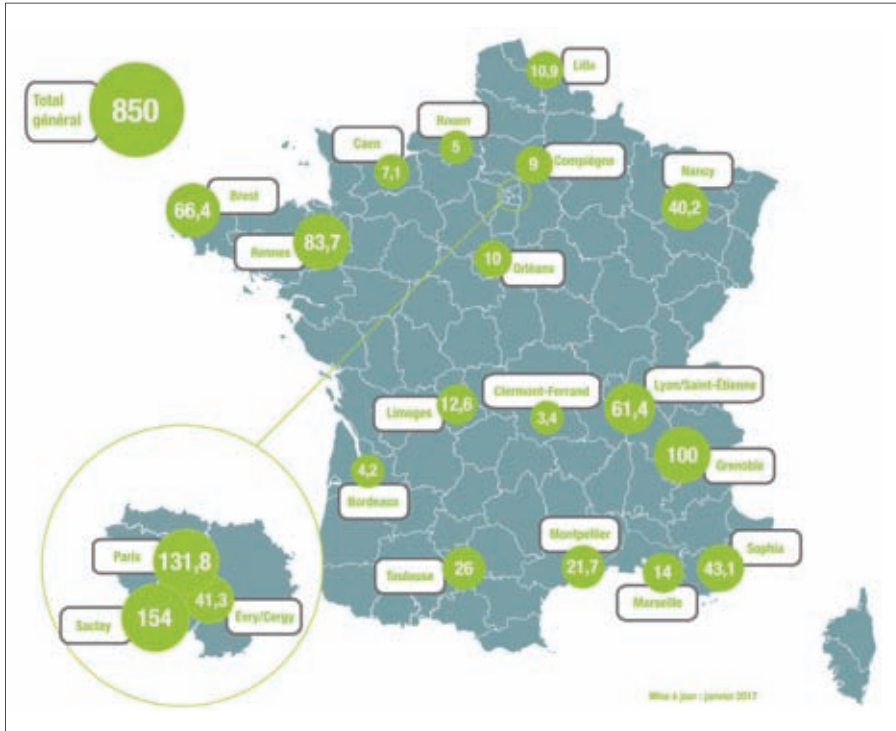 Total
général
850
10,9
Lille
Rouen
5
Caen
7,1
9
Compiègne
Nancy
40,2
66,4
Brest
83,7
Rennes
10
Orléans
Lyon/Saint-Étienne
61,4
Clermont-Ferrand
3,4
12,6
Limoges
100
Grenoble
4,2
Bordeaux
Montpellier
21,7
Sophia
43,1
14
Marseille
26
Toulouse
Paris
131,8
41,3
Évry/Cergy
154
Saclay
Mise à jour : janvier 2017